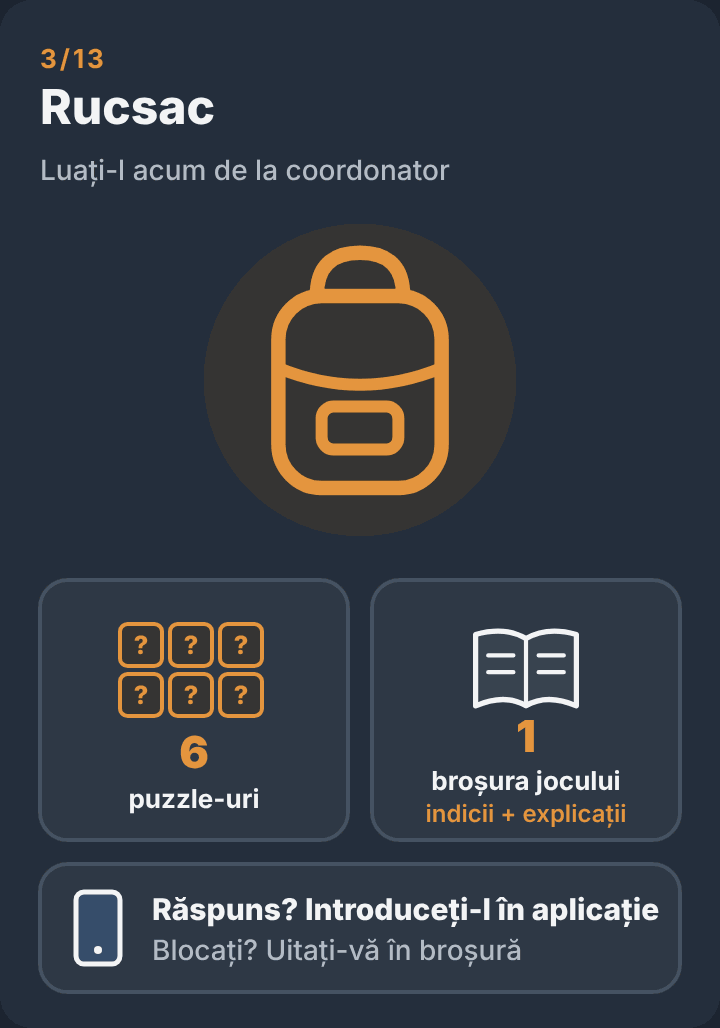 3/13
Rucsac
Luați-l acum de la coordonator
? ? ?
? ? ?
6
puzzle-uri
1
broșura jocului
indicii + explicații
Răspuns? Introduceți-l în aplicație
Blocați? Uitați-vă în broșură